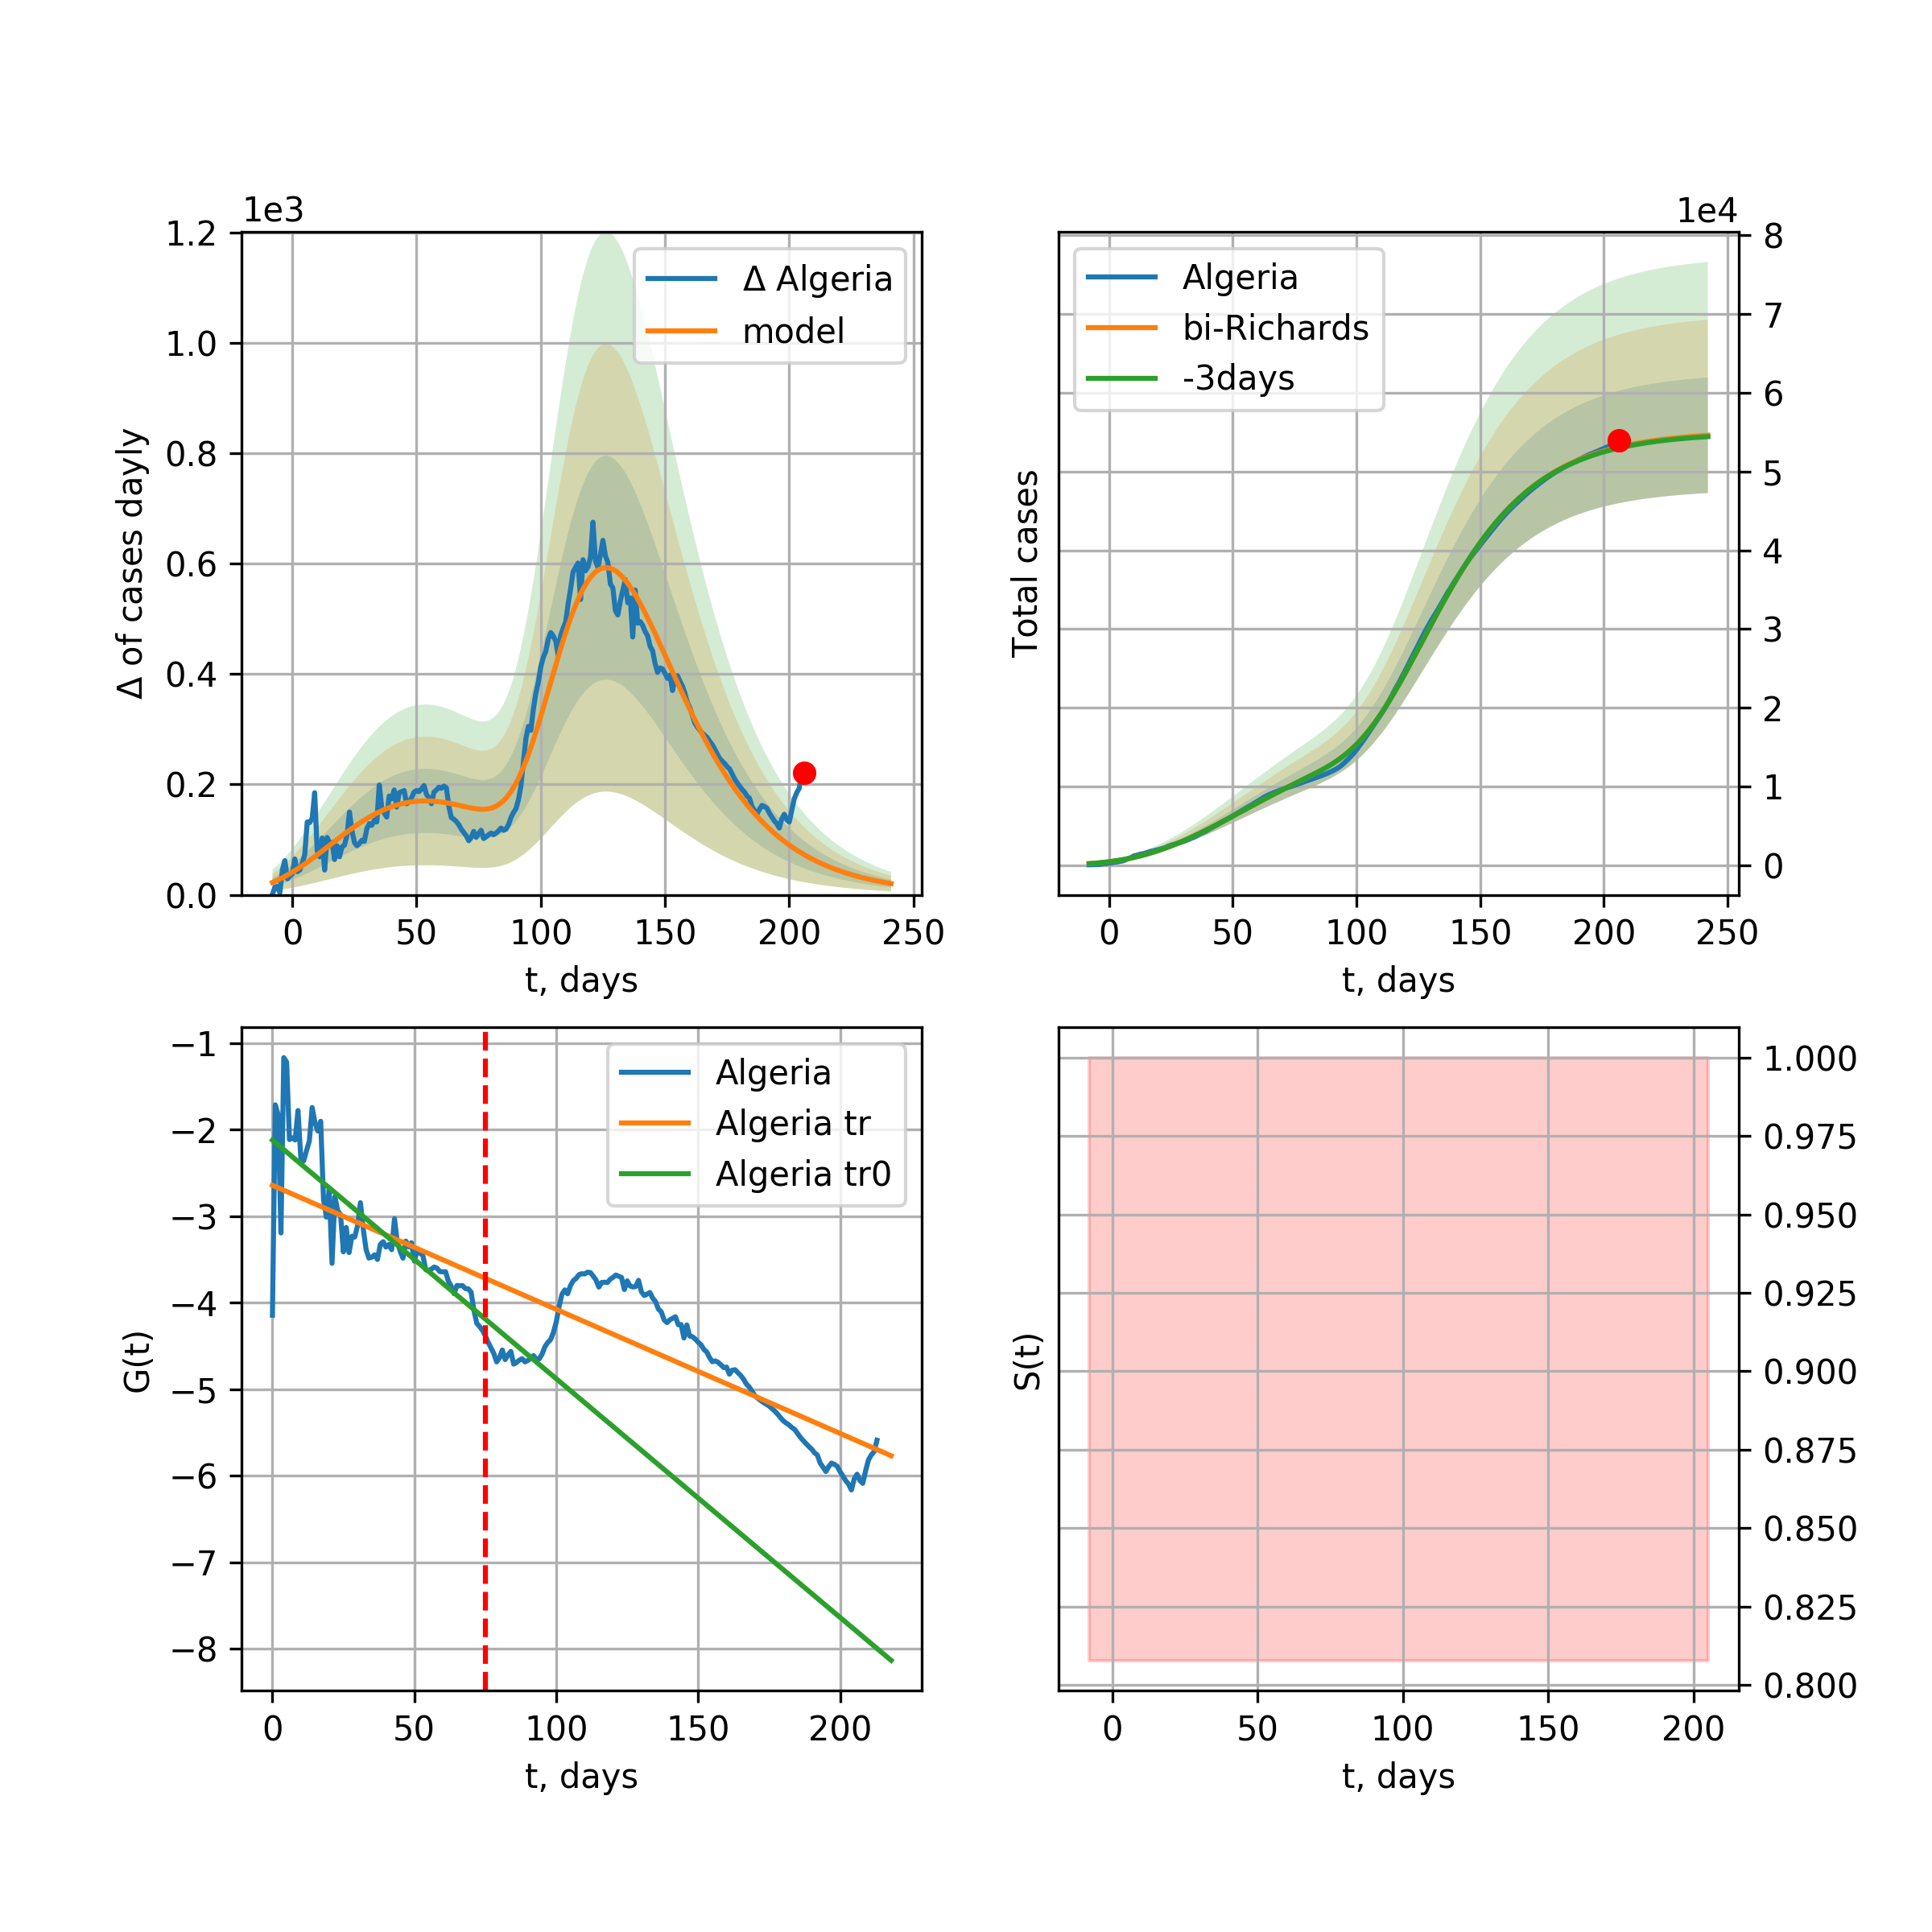 1e3
1.2
1.0
0.8
0.6
0.4
0.2
0.0
Δ of cases dayly
0 50 100 150 200 250
t, days
Δ Algeria
model
1e4
8
7
6
5
4
3
2
1
0
Total cases
0 50 100 150 200 250
t, days
Algeria
bi-Richards
-3days
−1
−2
−3
−4
−5
−6
−7
−8
G(t)
0 50 100 150 200
t, days
Algeria
Algeria tr
Algeria tr0
1.000
0.975
0.950
0.925
0.900
0.875
0.850
0.825
0.800
S(t)
0 50 100 150 200
t, days